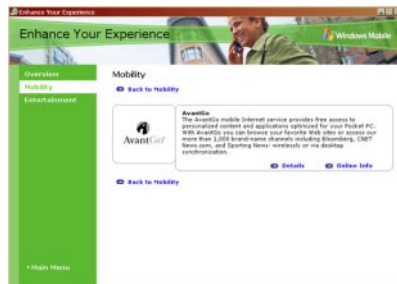 Enhance Your Experience
Enhance Your Experience
Windows Mobile
Overview
Mobility
Entertainment
Mobility
Back to Mobility
AvantGo
AvantGo
The AvantGo mobile Internet service provides free access to
personalized content and applications optimized for your Pocket PC.
With AvantGo you can browse your favorite Web sites or access our
more than 1,000 brand-name channels including Bloomberg, CNET
News.com, and Sporting News- wirelessly or via desktop
synchronization.
Details
Online Info
Back to Mobility
Main Menu